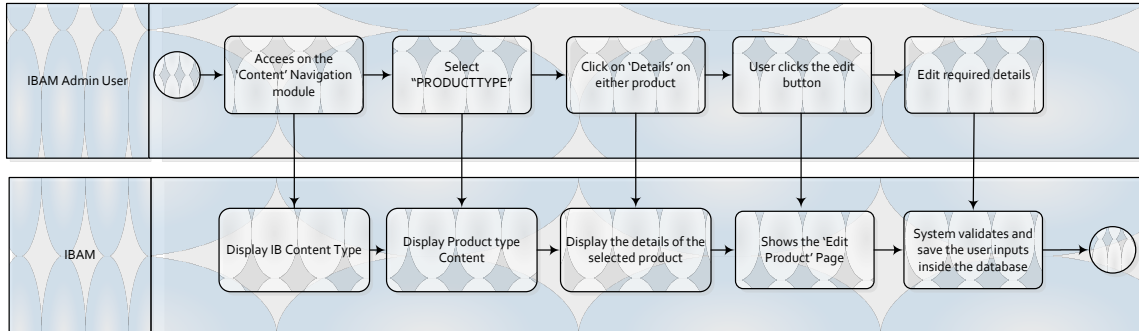 IBAM Admin User
Accees on the
'Content' Navigation
module
Select
"PRODUCTTYPE"
Click on 'Details' on
either product
User clicks the edit
button
Edit required details
IBAM
Display IB Content Type
Display Product type
Content
Display the details of the
selected product
Shows the 'Edit
Product' Page
System validates and
save the user inputs
inside the database